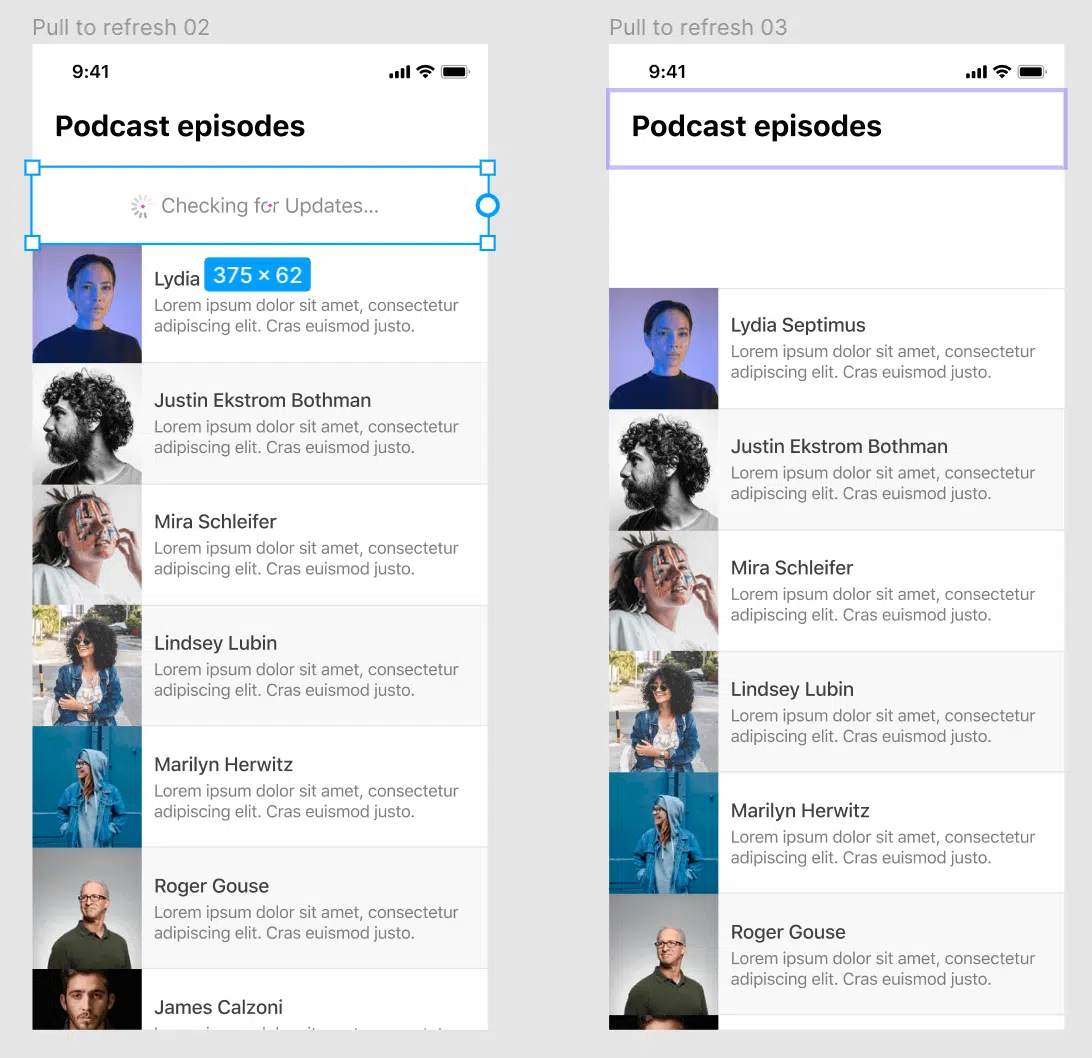 Pull to refresh 02
9:41
Podcast episodes
Checking for Updates...
Lydia
375 × 62
Lorem ipsum dolor sit amet, consectetur
adipiscing elit. Cras euismod justo.
Justin Ekstrom Bothman
Lorem ipsum dolor sit amet, consectetur
adipiscing elit. Cras euismod justo.
Mira Schleifer
Lorem ipsum dolor sit amet, consectetur
adipiscing elit. Cras euismod justo.
Lindsey Lubin
Lorem ipsum dolor sit amet, consectetur
adipiscing elit. Cras euismod justo.
Marilyn Herwitz
Lorem ipsum dolor sit amet, consectetur
adipiscing elit. Cras euismod justo.
Roger Gouse
Lorem ipsum dolor sit amet, consectetur
adipiscing elit. Cras euismod justo.
James Calzoni
Pull to refresh 03
9:41
Podcast episodes
Lydia Septimus
Lorem ipsum dolor sit amet, consectetur
adipiscing elit. Cras euismod justo.
Justin Ekstrom Bothman
Lorem ipsum dolor sit amet, consectetur
adipiscing elit. Cras euismod justo.
Mira Schleifer
Lorem ipsum dolor sit amet, consectetur
adipiscing elit. Cras euismod justo.
Lindsey Lubin
Lorem ipsum dolor sit amet, consectetur
adipiscing elit. Cras euismod justo.
Marilyn Herwitz
Lorem ipsum dolor sit amet, consectetur
adipiscing elit. Cras euismod justo.
Roger Gouse
Lorem ipsum dolor sit amet, consectetur
adipiscing elit. Cras euismod justo.